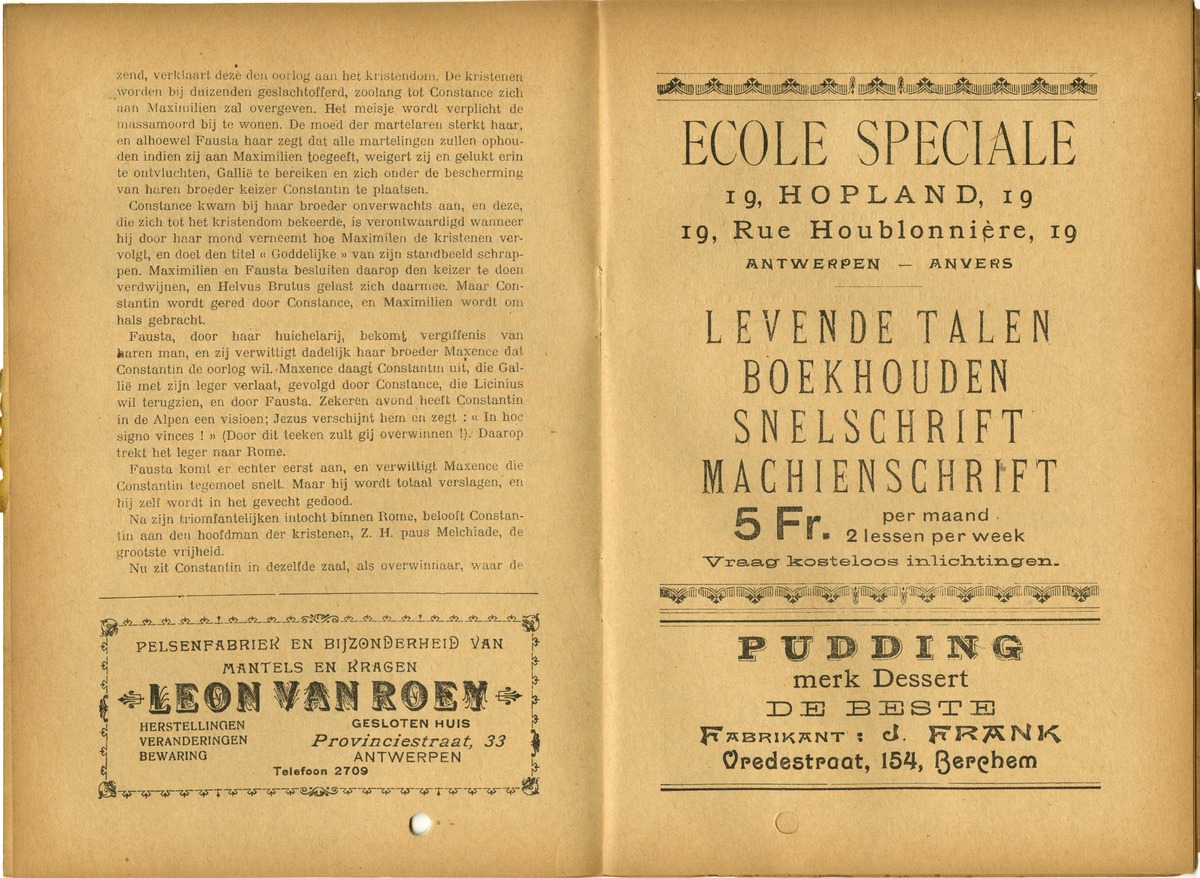 zend, verklaart deze den oorlog aan het kristendom. De kristenen
worden bij duizenden geslachtofferd, zoolang tot Constance zich
aan Maximilien zal overgeven. Het meisje wordt verplicht de
massamoord bij te wonen. De moed der martelaren sterkt haar,
en alhoewel Fausta haar zegt dat alle martelingen zullen ophou-
den indien zij aan Maximilien toegeeft, weigert zij en gelukt erin
te ontvluchten, Gallië te bereiken en zich onder de bescherming
van haren broeder keizer Constantin te plaatsen.
Constance kwam bij haar broeder onverwachts aan, en deze,
die zich tot het kristendom bekeerde, is verontwaardigd wanneer
hij door haar mond verneemt hoe Maximilen de kristenen ver-
volgt, en doet den titel « Goddelijke » van zijn standbeeld schrap-
pen. Maximilien en Fausta besluiten daarop den keizer te doen
verdwijnen, en Helvus Brutus gelast zich daarmee. Maar Con-
stantin wordt gered door Constance, en Maximilien wordt om
hals gebracht.
Fausta, door haar huichelarij, bekomt vergiffenis van
haren man, en zij verwittigt dadelijk haar broeder Maxence dat
Constantin de oorlog wil. Maxence daagt Constantin uit, die Gal-
lië met zijn leger verlaat, gevolgd door Constance, die Licinius
wil terugzien, en door Fausta. Zekeren avond heeft Constantin
in de Alpen een visioen; Jezus verschijnt hem en zegt : « In hoc
signo vinces ! » (Door dit teeken zult gij overwinnen !). Daarop
trekt het leger naar Rome.
Fausta komt er echter eerst aan, en verwittigt Maxence die
Constantin tegemoet snelt. Maar hij wordt totaal verslagen, en
hij zelf wordt in het gevecht gedood.
Na zijn triomfantelijken intocht binnen Rome, belooft Constan-
tin aan den hoofdman der kristenen, Z. H. paus Melchiade, de
grootste vrijheid.
Nu zit Constantin in dezelfde zaal, als overwinnaar, waar de
PELSENFABRIEK EN BIJZONDERHEID VAN
MANTELS EN KRAGEN
LEON VAN ROEY
HERSTELLINGEN GESLOTEN HUIS
VERANDERINGEN Provinciestraat, 33
BEWARING ANTWERPEN
Telefoon 2709
ECOLE SPECIALE
19, HOPLAND, 19
19, Rue Houblonnière, 19
ANTWERPEN — ANVERS
LEVENDE TALEN
BOEKHOUDEN
SNELSCHRIFT
MACHIENSCHRIFT
5 Fr. per maand
2 lessen per week
Vraag kosteloos inlichtingen.
PUDDING
merk Dessert
DE BESTE
FABRIKANT : J. FRANK
Vredestraat, 154, Berchem